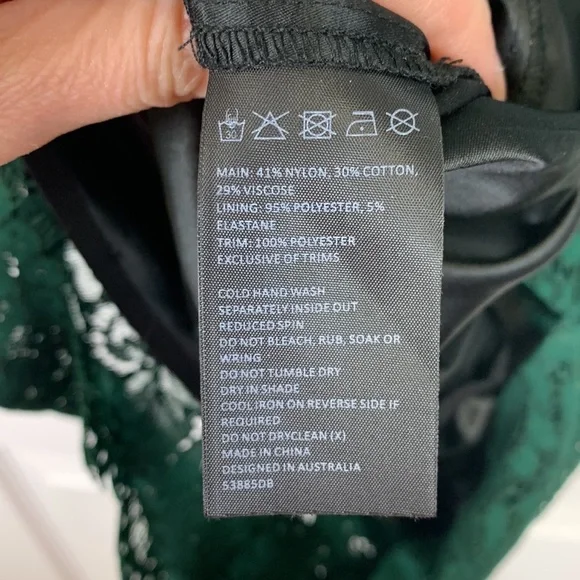 30
MAIN: 41% NYLON, 30% COTTON,
29% VISCOSE
LINING: 95% POLYESTER, 5%
ELASTANE
TRIM: 100% POLYESTER
EXCLUSIVE OF TRIMS
COLD HAND WASH
SEPARATELY INSIDE OUT
REDUCED SPIN
DO NOT BLEACH, RUB, SOAK OR
WRING
DO NOT TUMBLE DRY
DRY IN SHADE
COOL IRON ON REVERSE SIDE IF
REQUIRED
DO NOT DRYCLEAN (X)
MADE IN CHINA
DESIGNED IN AUSTRALIA
53885DB